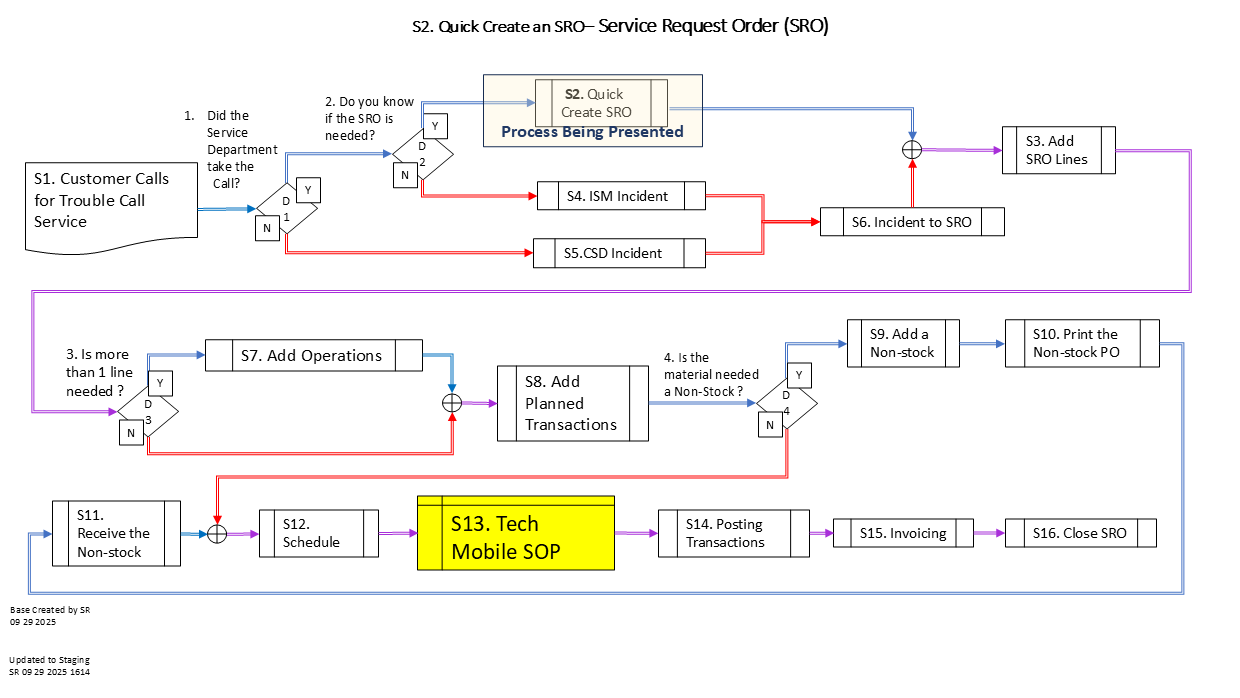 S2. Quick Create an SRO– Service Request Order (SRO)
1. Did the
Service
Department
take the
Call?
2. Do you know
if the SRO is
needed?
S2. Quick
Create SRO
Process Being Presented
S1. Customer Calls
for Trouble Call
Service
D
1
Y
N
D
2
Y
N
S4. ISM Incident
S5.CSD Incident
S6. Incident to SRO
S3. Add
SRO Lines
3. Is more
than 1 line
needed ?
D
3
Y
N
S7. Add Operations
S8. Add
Planned
Transactions
4. Is the
material needed
a Non-Stock ?
D
4
Y
N
S9. Add a
Non-stock
S10. Print the
Non-stock PO
S11.
Receive the
Non-stock
S12.
Schedule
S13. Tech
Mobile SOP
S14. Posting
Transactions
S15. Invoicing
S16. Close SRO
Base Created by SR
09 29 2025
Updated to Staging
SR 09 29 2025 1614